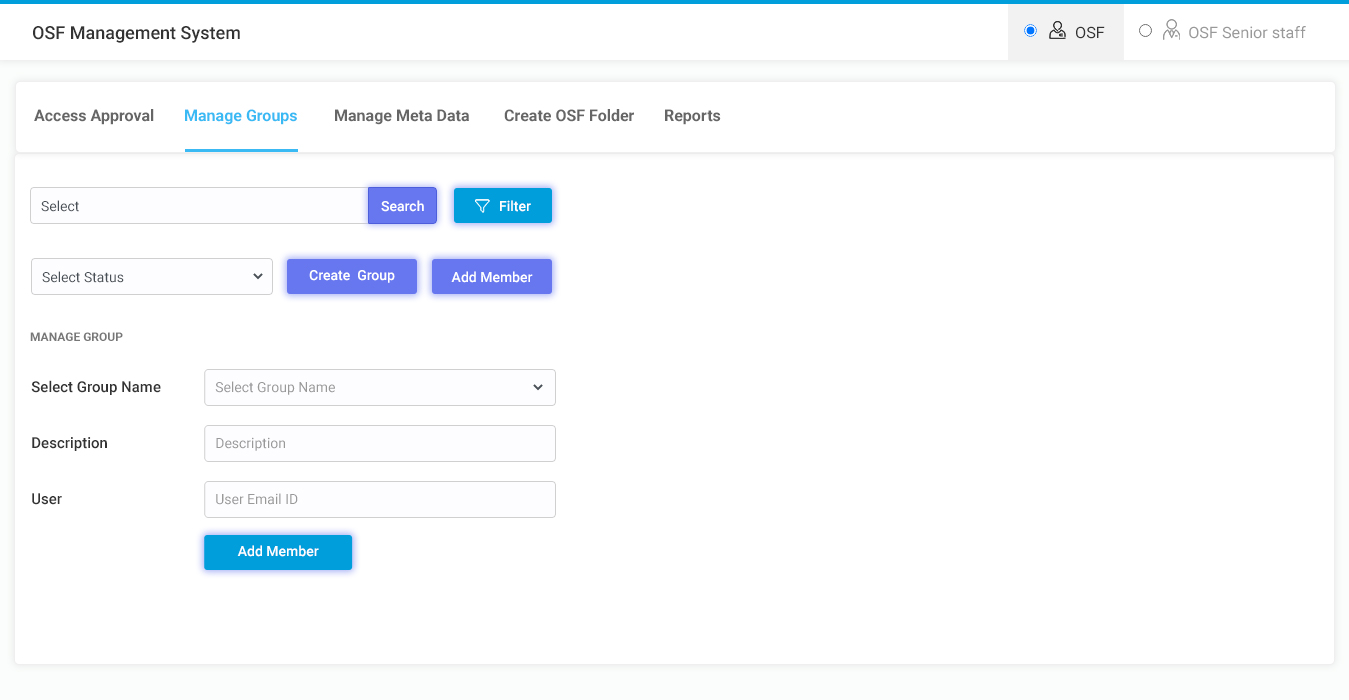 OSF Management System
OSF
OSF Senior staff
Access Approval
Manage Groups
Manage Meta Data
Create OSF Folder
Reports
Select
Search
Filter
Select Status
Create Group
Add Member
MANAGE GROUP
Select Group Name
Select Group Name
Description
Description
User
User Email ID
Add Member